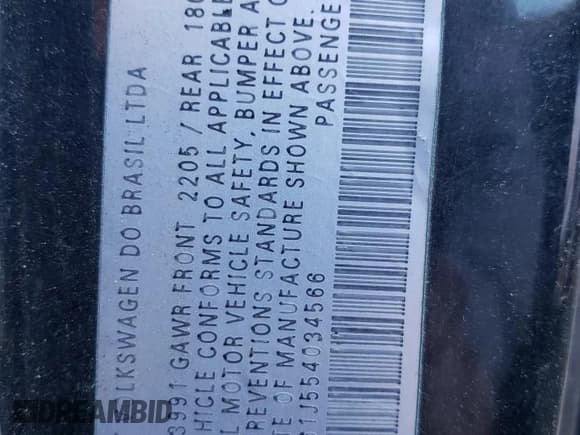 LKSWAGEN DO BRASIL LTDA
3991 GAWR FRONT 2205 / REAR 180
HICLE CONFORMS TO ALL APPLICABLE
L MOTOR VEHICLE SAFETY, BUMPER A
REVENTIONS STANDARDS IN EFFECT O
TE OF MANUFACTURE SHOWN ABOVE.
1J554034566 PASSENGE
DREAMBID